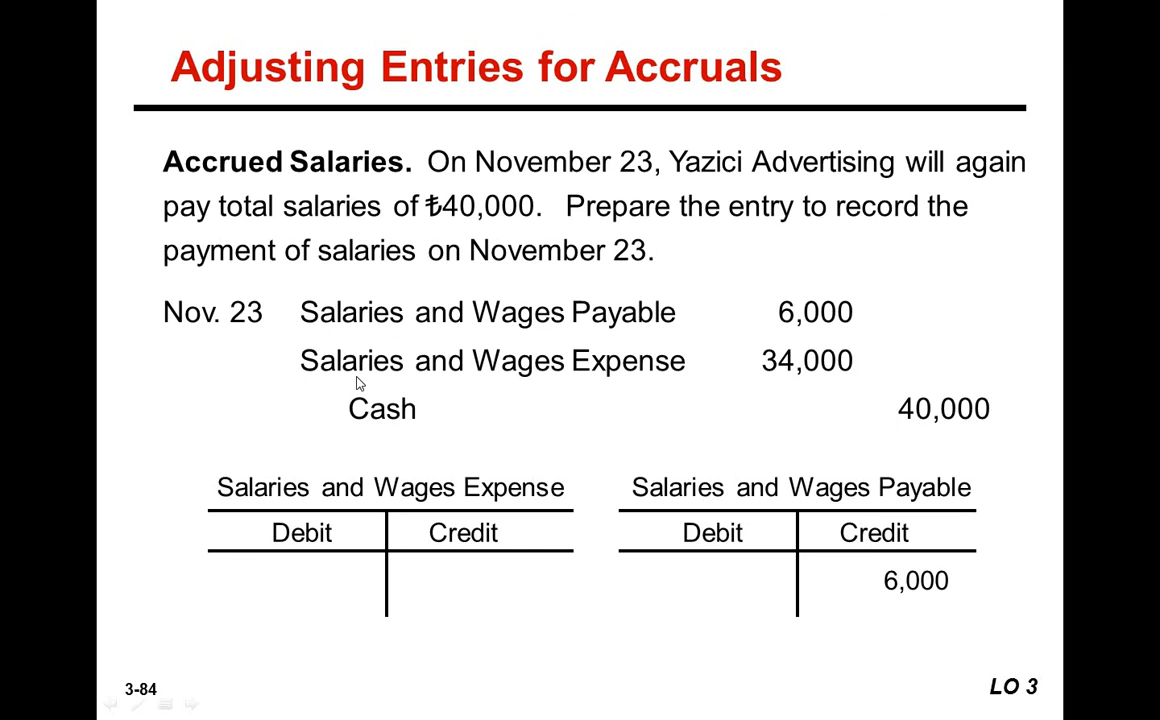 Adjusting Entries for Accruals
Accrued Salaries. On November 23, Yazici Advertising will again
pay total salaries of ₺40,000. Prepare the entry to record the
payment of salaries on November 23.
Nov. 23 Salaries and Wages Payable 6,000
Salaries and Wages Expense 34,000
Cash 40,000
Salaries and Wages Expense Salaries and Wages Payable
Debit Credit Debit Credit
6,000
3-84 LO 3